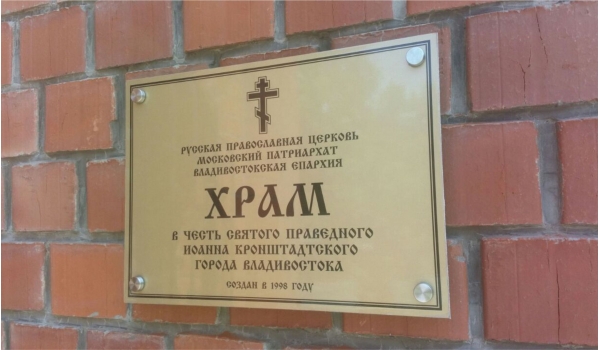 РУССКАЯ ПРАВОСЛАВНАЯ ЦЕРКОВЬ
МОСКОВСКИЙ ПАТРИАРХАТ
ВЛАДИВОСТОКСКАЯ ЕПАРХИЯ
ХРАМ
В ЧЕСТЬ СВЯТОГО ПРАВЕДНОГО
ИОАННА КРОНШТАДТСКОГО
ГОРОДА ВЛАДИВОСТОКА
СОЗДАН В 1998 ГОДУ